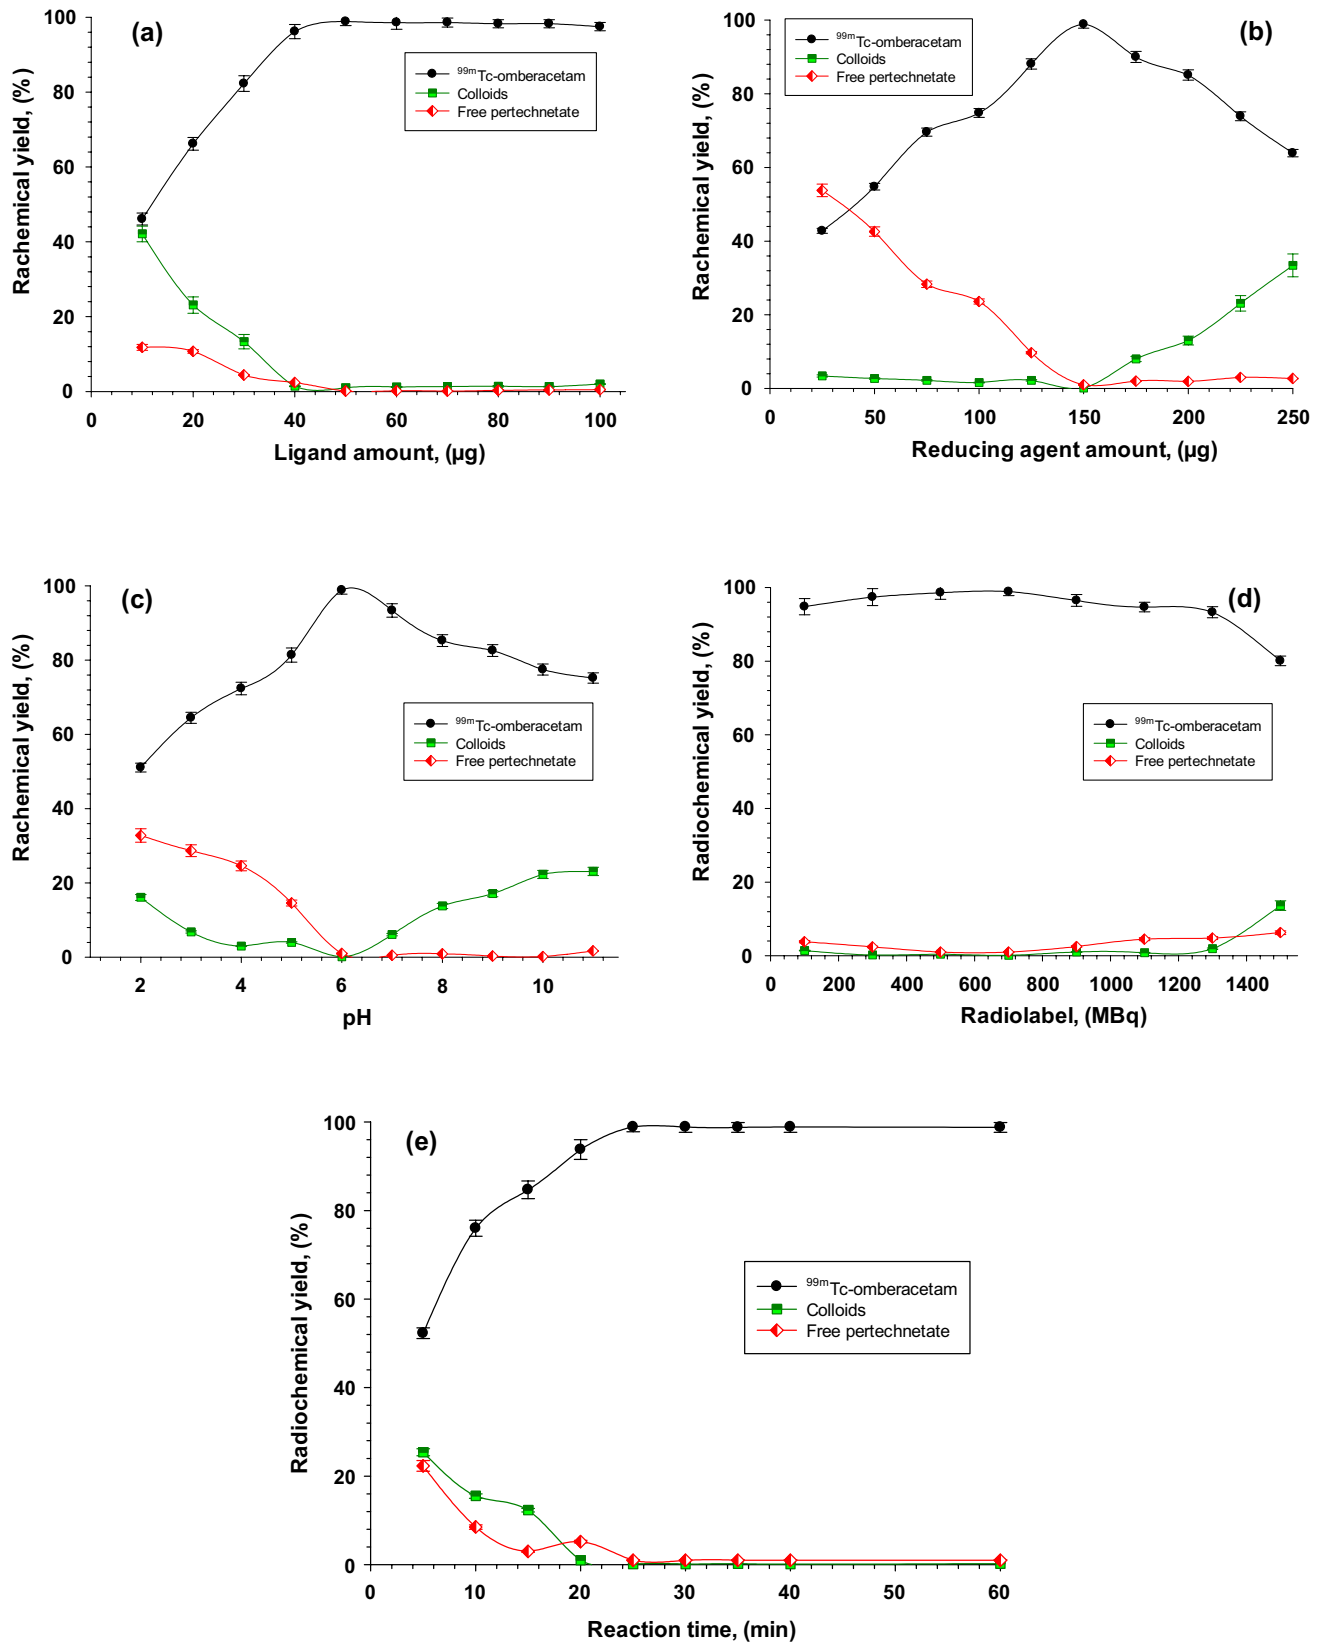 (a)
100
80
60
40
20
0
Rachemical yield, (%)
99mTc-omberacetam
Colloids
Free pertechnetate
0 20 40 60 80 100
Ligand amount, (µg)
(b)
100
80
60
40
20
0
Rachemical yield, (%)
99mTc-omberacetam
Colloids
Free pertechnetate
0 50 100 150 200 250
Reducing agent amount, (µg)
(c)
100
80
60
40
20
0
Rachemical yield, (%)
99mTc-omberacetam
Colloids
Free pertechnetate
2 4 6 8 10
pH
(d)
100
80
60
40
20
0
Radiochemical yield, (%)
99mTc-omberacetam
Colloids
Free pertechnetate
0 200 400 600 800 1000 1200 1400
Radiolabel, (MBq)
(e)
100
80
60
40
20
0
Radiochemical yield, (%)
99mTc-omberacetam
Colloids
Free pertechnetate
0 10 20 30 40 50 60
Reaction time, (min)